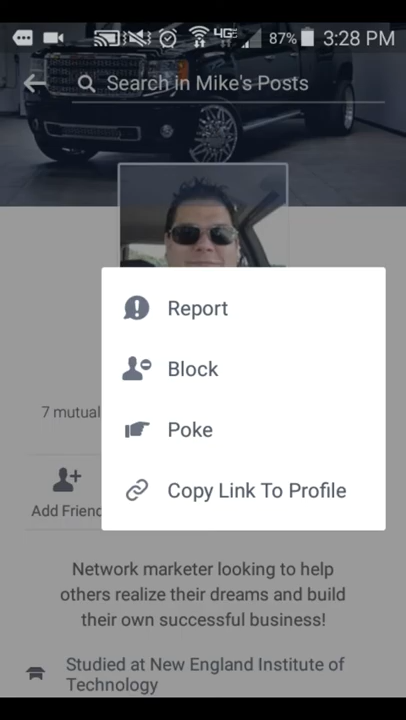 4G
87%
3:28 PM
Search in Mike's Posts
Report
Block
7 mutual
Poke
Add Frien
Copy Link To Profile
Network marketer looking to help
others realize their dreams and build
their own successful business!
Studied at New England Institute of
Technology